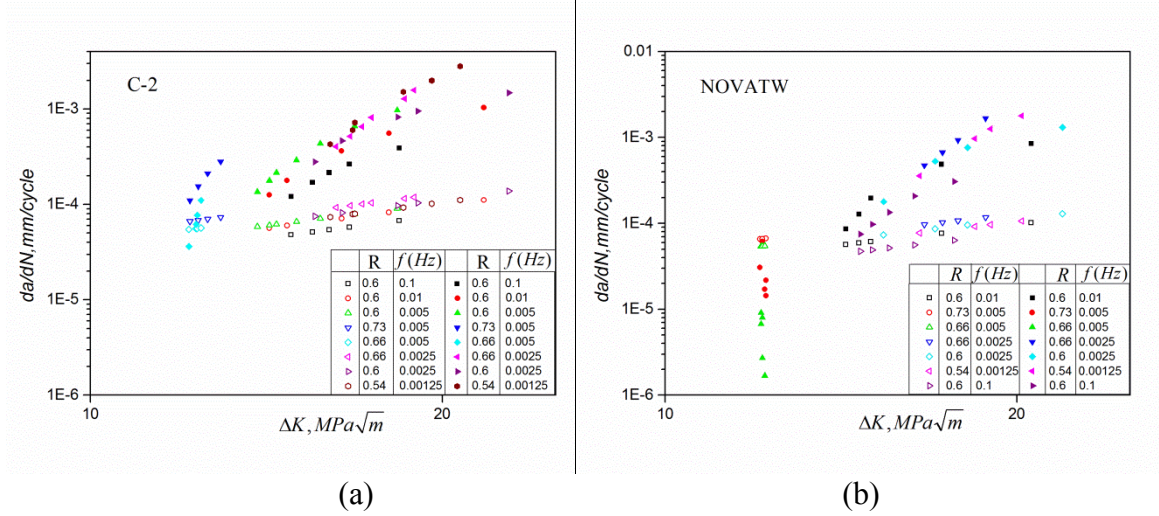 C-2
da/dN, mm/cycle
1E-3
1E-4
1E-5
1E-6
10
20
ΔK, MPa√m
R f(Hz) R f(Hz)
0.6 0.1 0.6 0.1
0.6 0.01 0.6 0.01
0.6 0.005 0.6 0.005
0.73 0.005 0.73 0.005
0.66 0.005 0.66 0.005
0.66 0.0025 0.66 0.0025
0.6 0.0025 0.6 0.0025
0.54 0.00125 0.54 0.00125
(a)
NOVATW
da/dN, mm/cycle
0.01
1E-3
1E-4
1E-5
1E-6
10
20
ΔK, MPa√m
R f(Hz) R f(Hz)
0.6 0.01 0.6 0.01
0.73 0.005 0.73 0.005
0.66 0.005 0.66 0.005
0.66 0.0025 0.66 0.0025
0.6 0.0025 0.6 0.0025
0.54 0.00125 0.54 0.00125
0.6 0.1 0.6 0.1
(b)